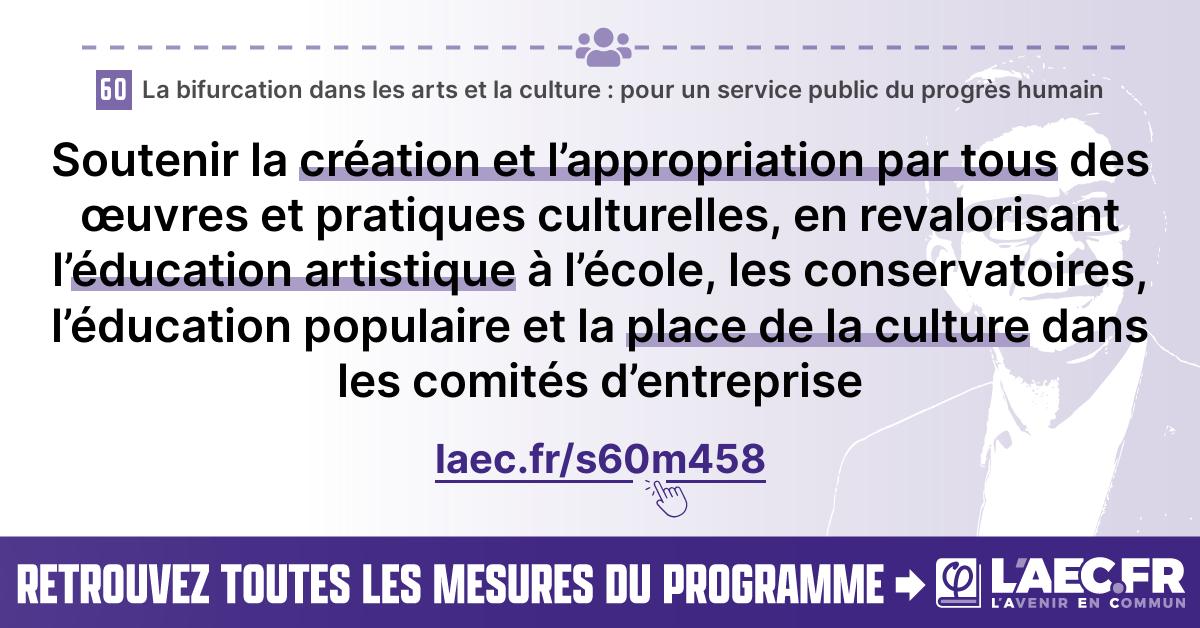 60 La bifurcation dans les arts et la culture : pour un service public du progrès humain
Soutenir la création et l’appropriation par tous des
œuvres et pratiques culturelles, en revalorisant
l’éducation artistique à l’école, les conservatoires,
l’éducation populaire et la place de la culture dans
les comités d’entreprise
laec.fr/s60m458
RETROUVEZ TOUTES LES MESURES DU PROGRAMME
φ L'AEC.FR
L'AVENIR EN COMMUN